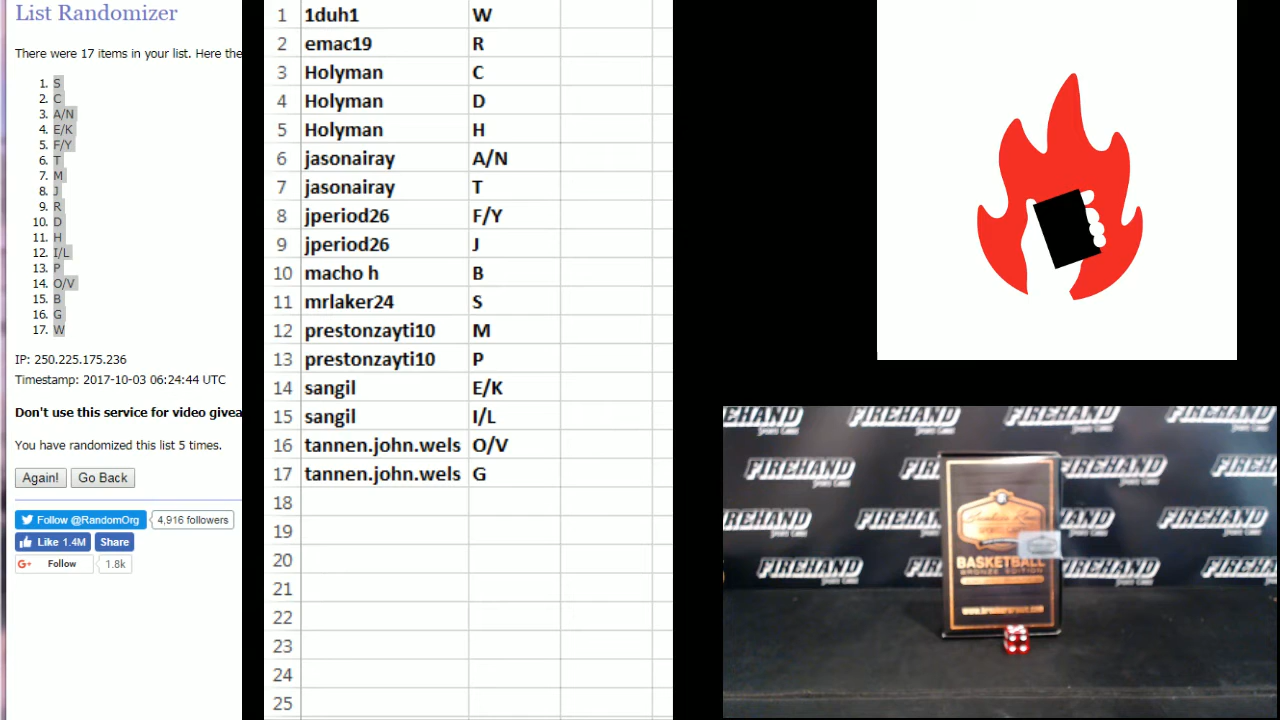 List Randomizer
There were 17 items in your list. Here the
1. S
2. C
3. A/N
4. E/K
5. F/Y
6. T
7. M
8. J
9. R
10. D
11. H
12. I/L
13. P
14. O/V
15. B
16. G
17. W
IP: 250.225.175.236
Timestamp: 2017-10-03 06:24:44 UTC
Don't use this service for video givea
You have randomized this list 5 times.
Again! Go Back
Follow @RandomOrg 4,916 followers
Like 1.4M Share
G+ Follow 1.8k
1 1duh1 W
2 emac19 R
3 Holyman C
4 Holyman D
5 Holyman H
6 jasonairay A/N
7 jasonairay T
8 jperiod26 F/Y
9 jperiod26 J
10 macho h B
11 mrlaker24 S
12 prestonzayti10 M
13 prestonzayti10 P
14 sangil E/K
15 sangil I/L
16 tannen.john.wels O/V
17 tannen.john.wels G
18
19
20
21
22
23
24
25
FIREHAND
SPORTS CARDS
BASKETBALL
BRONZE EDITION